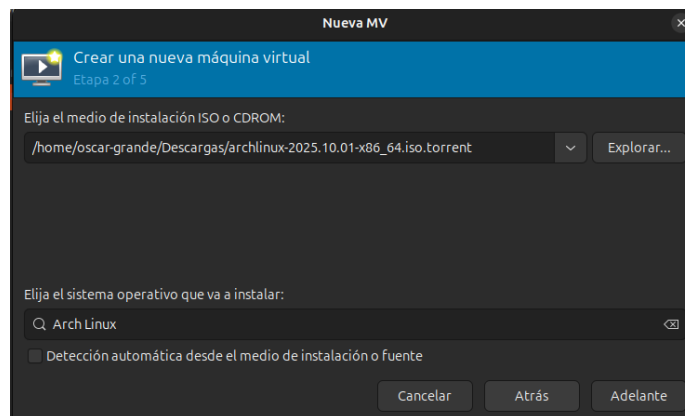 Nueva MV
Crear una nueva máquina virtual
Etapa 2 of 5
Elija el medio de instalación ISO o CDROM:
/home/oscar-grande/Descargas/archlinux-2025.10.01-x86_64.iso.torrent
Explorar...
Elija el sistema operativo que va a instalar:
Arch Linux
Detección automática desde el medio de instalación o fuente
Cancelar
Atrás
Adelante